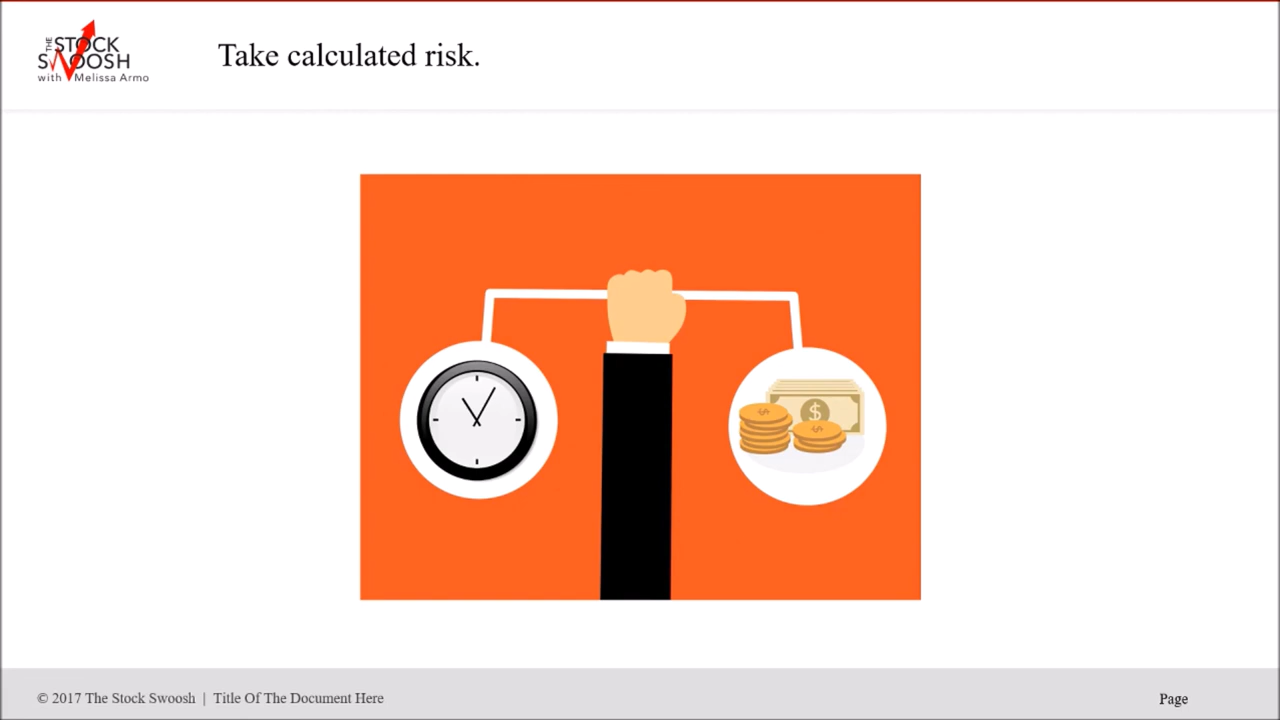 THE
STOCK
SWOOSH
with Melissa Armo
Take calculated risk.
$
$
$
© 2017 The Stock Swoosh | Title Of The Document Here
Page